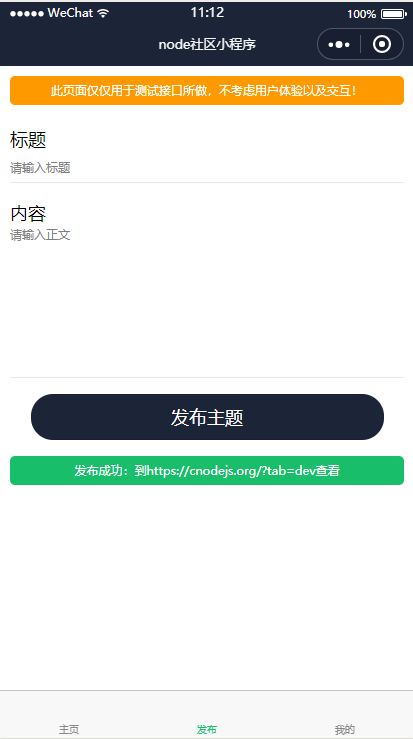 WeChat 11:12 100%
node社区小程序
此页面仅仅用于测试接口所做，不考虑用户体验以及交互！
标题
请输入标题
内容
请输入正文
发布主题
发布成功：到https://cnodejs.org/?tab=dev查看
主页 发布 我的